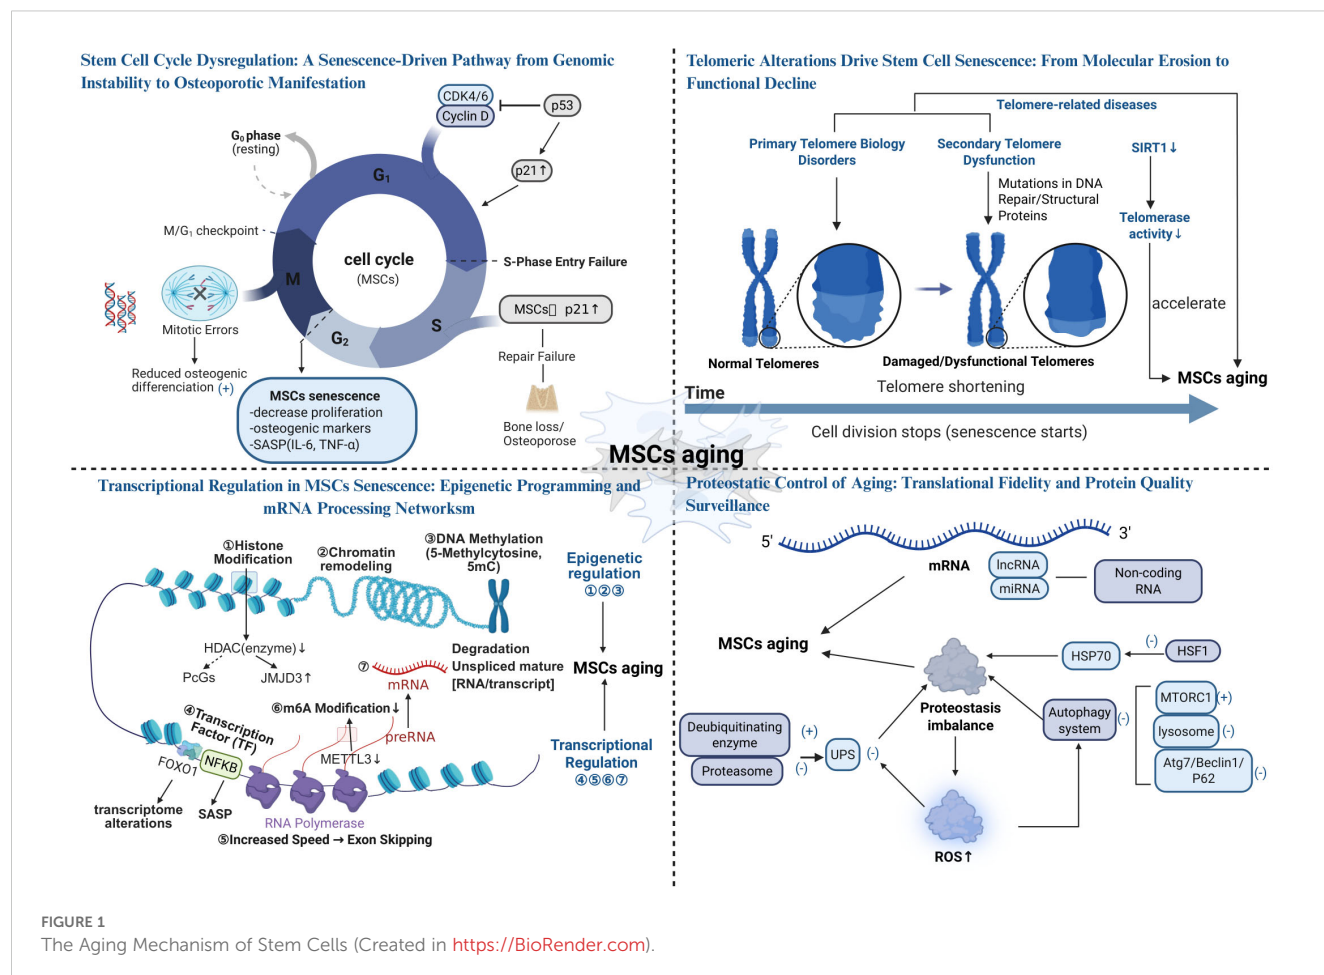 Stem Cell Cycle Dysregulation: A Senescence-Driven Pathway from Genomic
Instability to Osteoporotic Manifestation
CDK4/6
Cyclin D
p53
p21↑
G₀ phase
(resting)
G₁
M/G₁ checkpoint
cell cycle
(MSCs)
S-Phase Entry Failure
M
G₂
S
MSCs▯ p21↑
Mitotic Errors
Repair Failure
Reduced osteogenic
differenciation (+)
MSCs senescence
-decrease proliferation
-osteogenic markers
-SASP(IL-6, TNF-α)
Bone loss/
Osteoporose
Telomeric Alterations Drive Stem Cell Senescence: From Molecular Erosion to
Functional Decline
Telomere-related diseases
Primary Telomere Biology
Disorders
Secondary Telomere
Dysfunction
SIRT1↓
Mutations in DNA
Repair/Structural
Proteins
Telomerase
activity↓
accelerate
Normal Telomeres
Damaged/Dysfunctional Telomeres
MSCs aging
Time
Telomere shortening
Cell division stops (senescence starts)
MSCs aging
Transcriptional Regulation in MSCs Senescence: Epigenetic Programming and
mRNA Processing Networksm
①Histone
Modification
②Chromatin
remodeling
③DNA Methylation
(5-Methylcytosine,
5mC)
Epigenetic
regulation
①②③
HDAC(enzyme)↓
PcGs
JMJD3↑
⑦
mRNA
Degradation
Unspliced mature
[RNA/transcript]
MSCs aging
⑥m6A Modification↓
preRNA
METTL3↓
④Transcription
Factor (TF)
FOXO1
NFKB
transcriptome
alterations
SASP
RNA Polymerase
⑤Increased Speed → Exon Skipping
Transcriptional
Regulation
④⑤⑥⑦
Proteostatic Control of Aging: Translational Fidelity and Protein Quality
Surveillance
5'
3'
mRNA
lncRNA
miRNA
Non-coding
RNA
MSCs aging
HSP70
(-)
HSF1
Proteostasis
imbalance
Autophagy
system
(-)
MTORC1
(+)
lysosome
(-)
Atg7/Beclin1/
P62
(-)
Deubiquitinating
enzyme
(+)
Proteasome
(-)
UPS
(-)
ROS↑
FIGURE 1
The Aging Mechanism of Stem Cells (Created in https://BioRender.com).